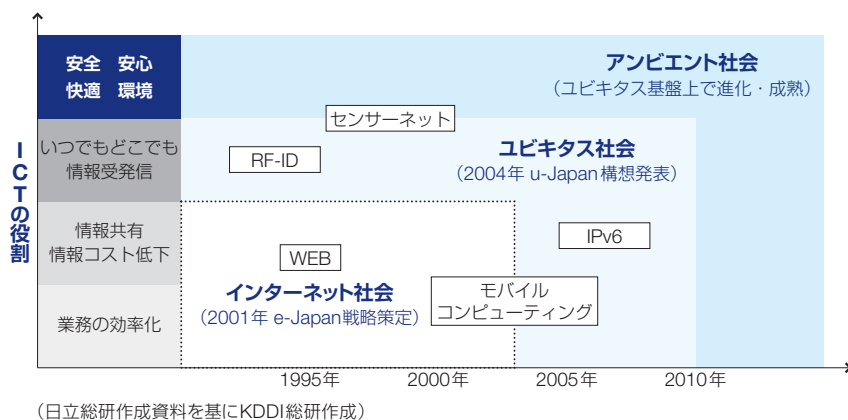 ICTの役割
安全 安心
快適 環境
アンビエント社会
(ユビキタス基盤上で進化・成熟)
センサーネット
いつでもどこでも
情報受発信
RF-ID
ユビキタス社会
(2004年 u-Japan構想発表)
情報共有
情報コスト低下
IPv6
WEB
インターネット社会
(2001年 e-Japan戦略策定)
モバイル
コンピューティング
業務の効率化
1995年
2000年
2005年
2010年
(日立総研作成資料を基にKDDI総研作成)